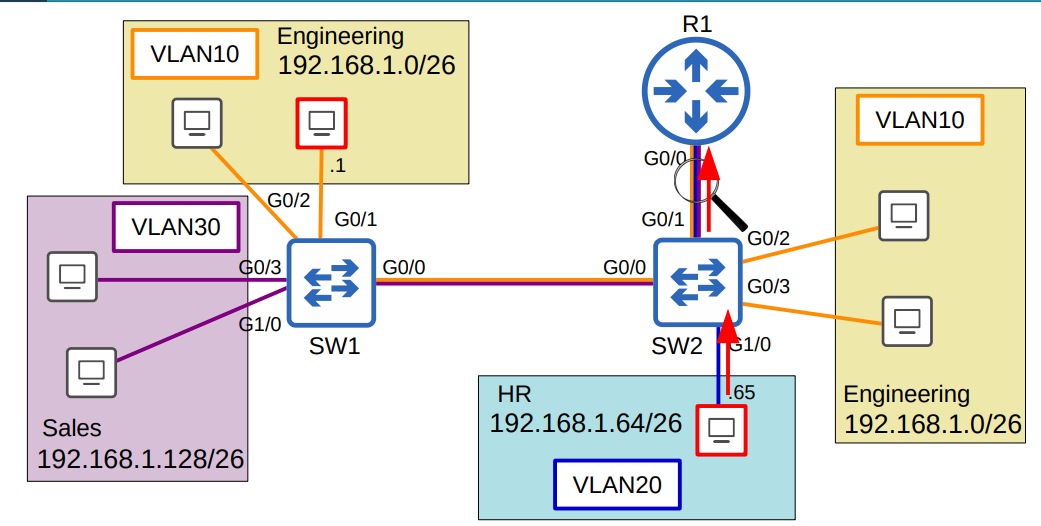 R1
Engineering
VLAN10
192.168.1.0/26
.1
G0/0
VLAN10
G0/2
G0/1
G0/1
VLAN30
G0/2
G0/3
G0/0
G0/0
G0/3
G1/0
SW1
SW2
G1/0
HR
.65
Engineering
192.168.1.64/26
192.168.1.0/26
Sales
192.168.1.128/26
VLAN20